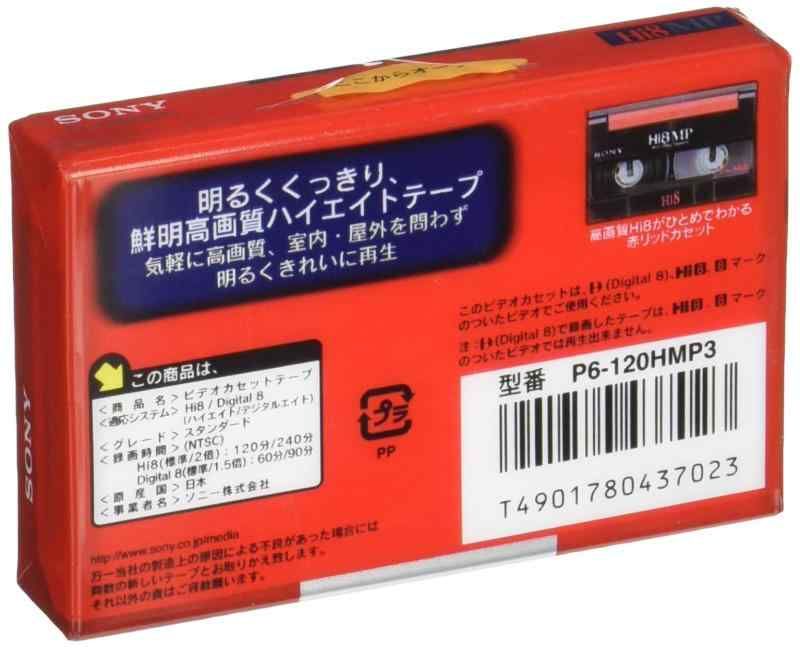 SONY
ここからオー
Hi8 MP
明るくくっきり、
鮮明高画質ハイエイトテープ
気軽に高画質、室内・屋外を問わず
明るくきれいに再生
Hi8 MP
SONY
Hi8
高画質Hi8がひとめでわかる
赤リッドカセット
このビデオカセットは、(Digital 8)、Hi8、8 マーク
のついたビデオでご使用ください。
注:(Digital 8)で録画したテープは、Hi8、8 マーク
のついたビデオでは再生出来ません。
この商品は、
<商品名> ビデオカセットテープ
<適応システム> Hi8 / Digital 8
(ハイエイト/デジタルエイト)
<グレード> スタンダード
<録画時間> (NTSC)
Hi8(標準/2倍):120分/240分
Digital 8(標準/1.5倍):60分/90分
<原産国> 日本
<事業者名> ソニー株式会社
プラ
PP
型番 P6-120HMP3
T4901780437023
SONY
http://www.sony.co.jp/media
万一当社の製造上の原因による不良があった場合には
同数の新しいテープとお取りかえ致します。
それ以外の責はご容赦願います。